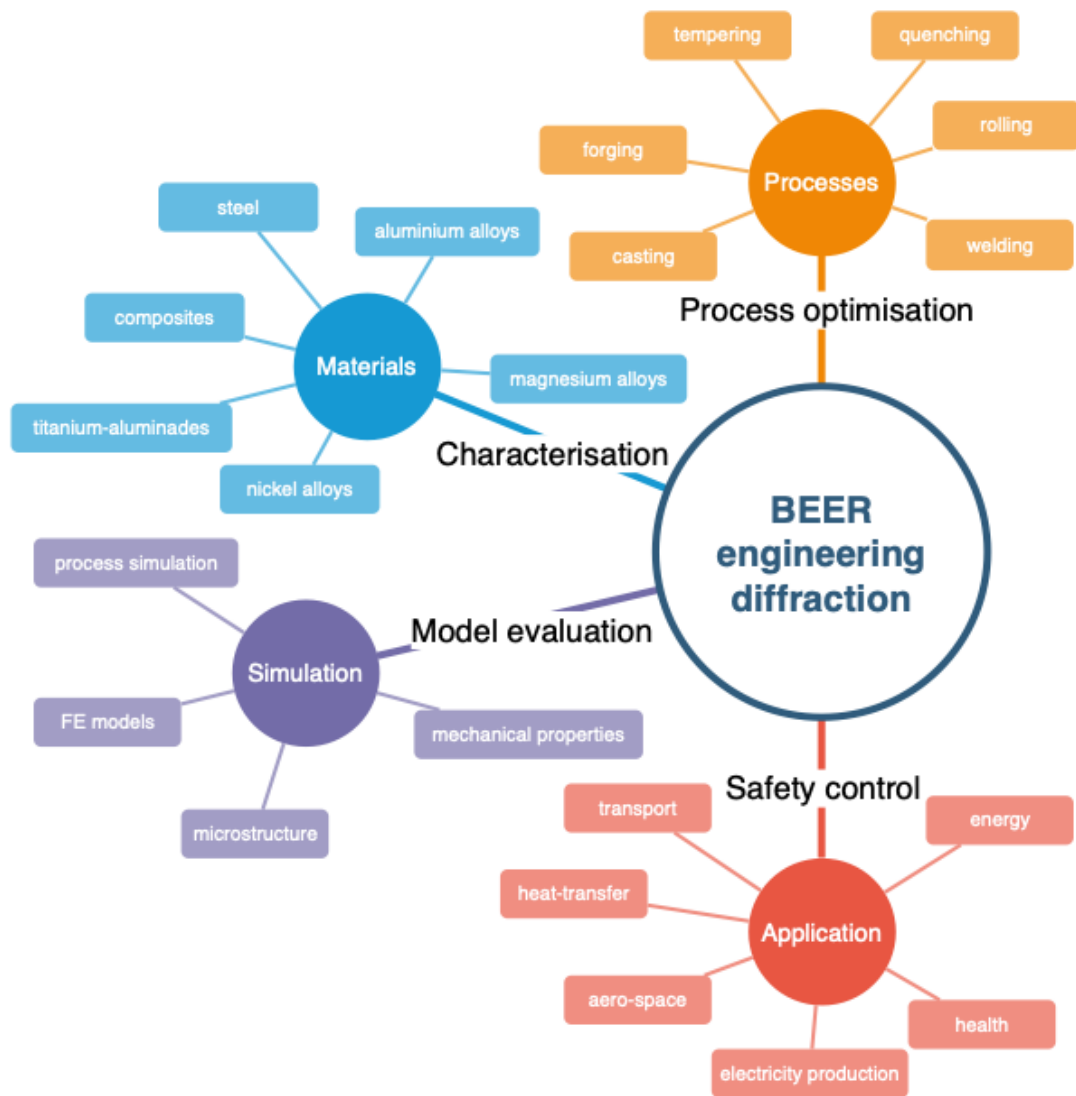 tempering
quenching
forging
rolling
Processes
casting
welding
Process optimisation
steel
aluminium alloys
composites
Materials
magnesium alloys
titanium-aluminades
nickel alloys
Characterisation
BEER
engineering
diffraction
process simulation
Model evaluation
Simulation
FE models
mechanical properties
microstructure
Safety control
transport
energy
heat-transfer
Application
aero-space
health
electricity production